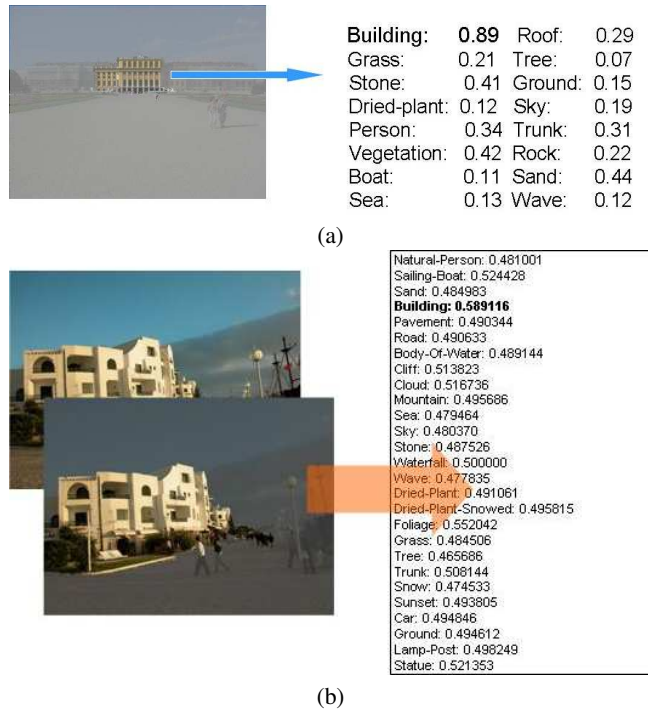 Building: 0.89 Roof: 0.29
Grass: 0.21 Tree: 0.07
Stone: 0.41 Ground: 0.15
Dried-plant: 0.12 Sky: 0.19
Person: 0.34 Trunk: 0.31
Vegetation: 0.42 Rock: 0.22
Boat: 0.11 Sand: 0.44
Sea: 0.13 Wave: 0.12
(a)
Natural-Person: 0.481001
Sailing-Boat: 0.524428
Sand: 0.484983
Building: 0.589116
Pavement: 0.490344
Road: 0.490633
Body-Of-Water: 0.489144
Cliff: 0.513823
Cloud: 0.516736
Mountain: 0.495686
Sea: 0.479464
Sky: 0.480370
Stone: 0.487526
Waterfall: 0.500000
Wave: 0.477835
Dried-Plant: 0.491061
Dried-Plant-Snowed: 0.495815
Foliage: 0.552042
Grass: 0.484506
Tree: 0.465686
Trunk: 0.508144
Snow: 0.474533
Sunset: 0.493805
Car: 0.494846
Ground: 0.494612
Lamp-Post: 0.498249
Statue: 0.521353
(b)